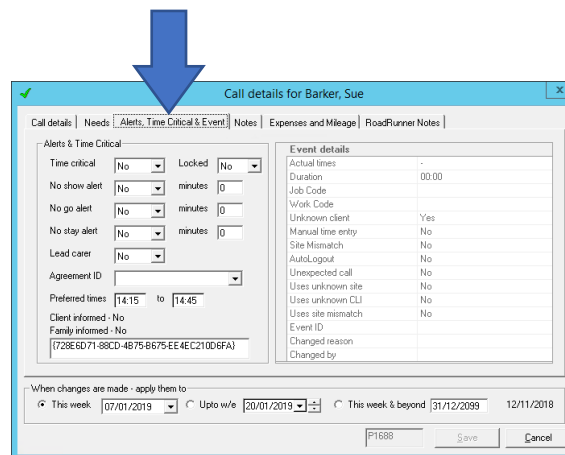 Call details for Barker, Sue
x
Call details Needs Alerts, Time Critical & Event Notes Expenses and Mileage RoadRunner Notes
Alerts & Time Critical
Time critical No Locked No
No show alert No minutes 0
No go alert No minutes 0
No stay alert No minutes 0
Lead carer No
Agreement ID
Preferred times 14:15 to 14:45
Client informed - No
Family informed - No
{728E6D71-88CD-4B75-B675-EE4EC210D6FA}
Event details
Actual times -
Duration 00:00
Job Code
Work Code
Unknown client Yes
Manual time entry No
Site Mismatch No
AutoLogout No
Unexpected call No
Uses unknown site No
Uses unknown CLI No
Uses site mismatch No
Event ID
Changed reason
Changed by
When changes are made - apply them to
This week 07/01/2019 Upto w/e 20/01/2019 This week & beyond 31/12/2099 12/11/2018
P1688 Save Cancel